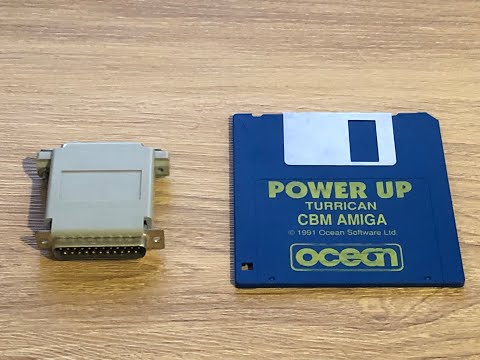 POWER UP
TURRICAN
CBM AMIGA
© 1991 Ocean Software Ltd.
ocean